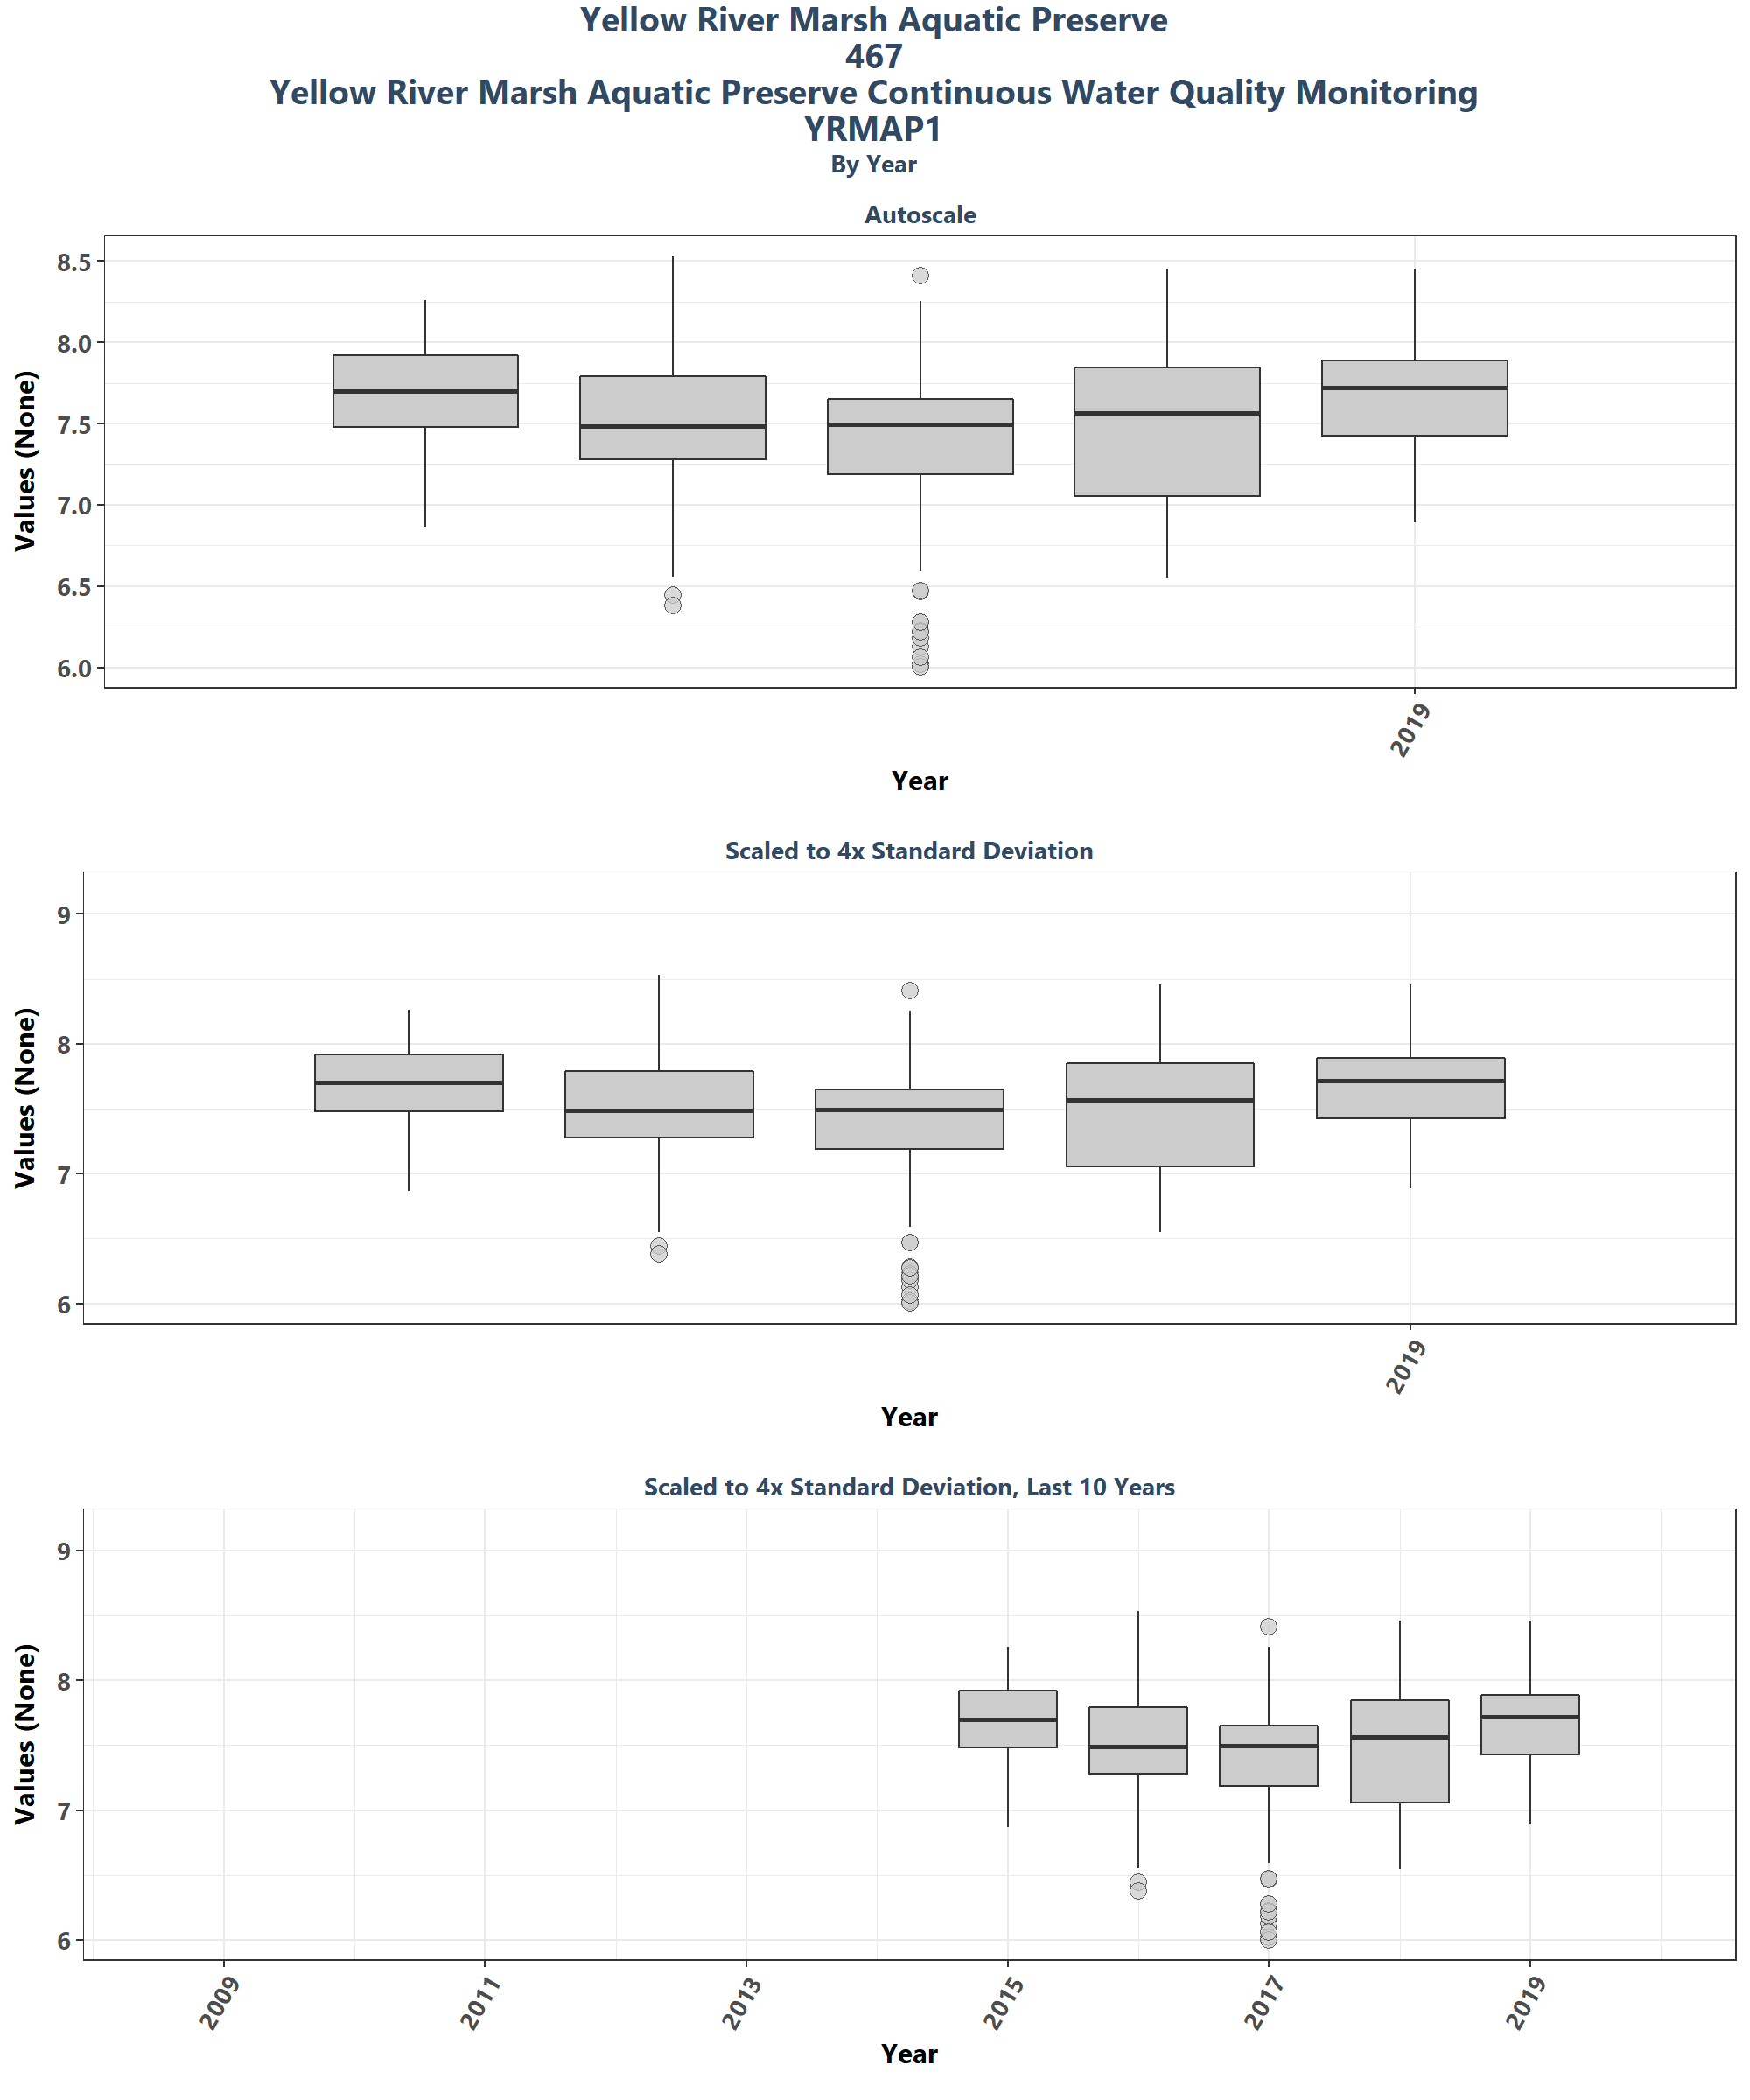 Yellow River Marsh Aquatic Preserve
467
Yellow River Marsh Aquatic Preserve Continuous Water Quality Monitoring
YRMAP1
By Year
Autoscale
Values (None)
8.5
8.0
7.5
7.0
6.5
6.0
2019
Year
Scaled to 4x Standard Deviation
Values (None)
9
8
7
6
2019
Year
Scaled to 4x Standard Deviation, Last 10 Years
Values (None)
9
8
7
6
2009 2011 2013 2015 2017 2019
Year